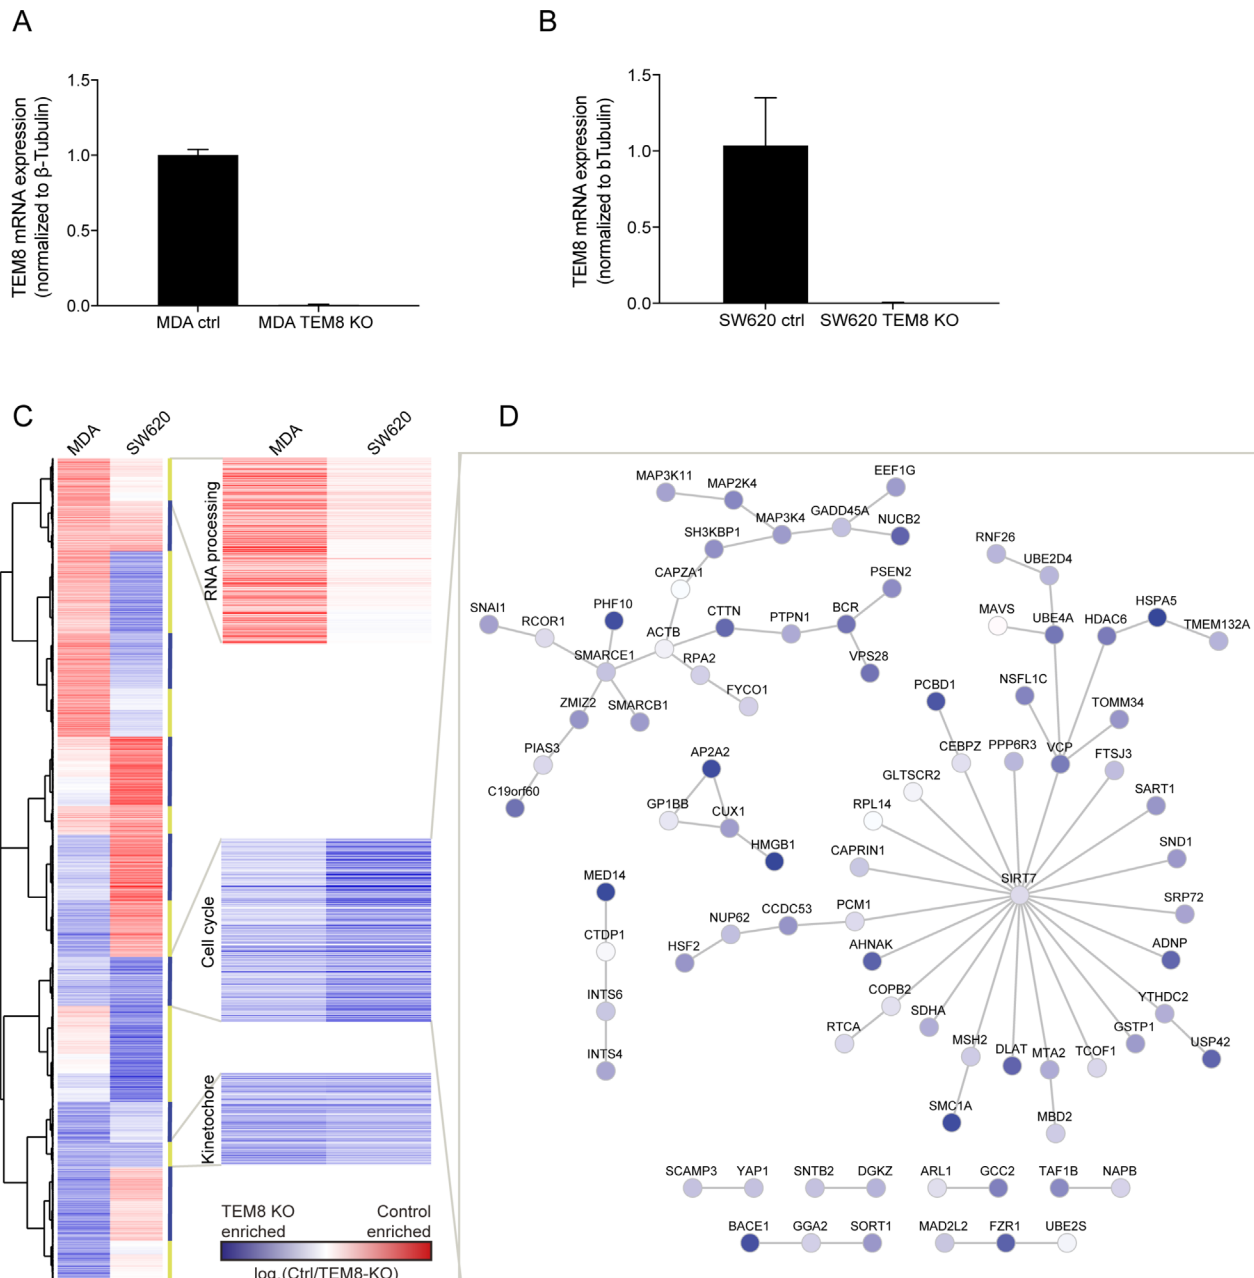 A
B
TEM8 mRNA expression
(normalized to β-Tubulin)
1.5
1.0
0.5
0.0
MDA ctrl
MDA TEM8 KO
TEM8 mRNA expression
(normalized to bTubulin)
1.5
1.0
0.5
0.0
SW620 ctrl
SW620 TEM8 KO
C
MDA
SW620
MDA
SW620
RNA processing
Cell cycle
Kinetochore
TEM8 KO
enriched
Control
enriched
log (Ctrl/TEM8-KO)
D
MAP3K11
MAP2K4
EEF1G
MAP3K4
GADD45A
NUCB2
SH3KBP1
CAPZA1
PSEN2
SNAI1
RCOR1
PHF10
ACTB
CTTN
PTPN1
BCR
VPS28
SMARCE1
RPA2
FYCO1
ZMIZ2
SMARCB1
PIAS3
C19orf60
RNF26
UBE2D4
MAVS
UBE4A
HDAC6
HSPA5
TMEM132A
PCBD1
NSFL1C
TOMM34
CEBPZ
PPP6R3
VCP
FTSJ3
GLTSCR2
RPL14
SART1
CAPRIN1
SND1
SIRT7
AP2A2
GP1BB
CUX1
HMGB1
MED14
CTDP1
INTS6
INTS4
NUP62
CCDC53
PCM1
HSF2
AHNAK
SRP72
ADNP
COPB2
RTCA
SDHA
MSH2
DLAT
MTA2
TCOF1
GSTP1
YTHDC2
USP42
SMC1A
MBD2
SCAMP3
YAP1
SNTB2
DGKZ
ARL1
GCC2
TAF1B
NAPB
BACE1
GGA2
SORT1
MAD2L2
FZR1
UBE2S